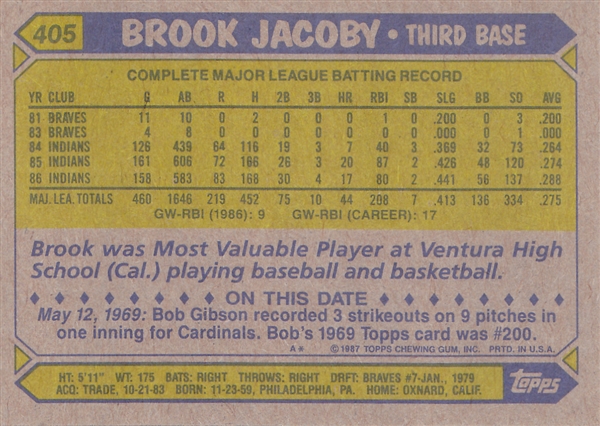 405 BROOK JACOBY • THIRD BASE
COMPLETE MAJOR LEAGUE BATTING RECORD
YR CLUB G AB R H 2B 3B HR RBI SB SLG BB SO AVG
81 BRAVES 11 10 0 2 0 0 0 1 0 .200 0 3 .200
83 BRAVES 4 8 0 0 0 0 0 0 0 .000 0 1 .000
84 INDIANS 126 439 64 116 19 3 7 40 3 .369 32 73 .264
85 INDIANS 161 606 72 166 26 3 20 87 2 .426 48 120 .274
86 INDIANS 158 583 83 168 30 4 17 80 2 .441 56 137 .288
MAJ. LEA. TOTALS 460 1646 219 452 75 10 44 208 7 .413 136 334 .275
GW-RBI (1986): 9 GW-RBI (CAREER): 17
Brook was Most Valuable Player at Ventura High
School (Cal.) playing baseball and basketball.
ON THIS DATE
May 12, 1969: Bob Gibson recorded 3 strikeouts on 9 pitches in
one inning for Cardinals. Bob's 1969 Topps card was #200.
A* ©1987 TOPPS CHEWING GUM, INC. PRTD. IN U.S.A.
HT: 5'11" WT: 175 BATS: RIGHT THROWS: RIGHT DRFT: BRAVES #7-JAN., 1979
ACQ: TRADE, 10-21-83 BORN: 11-23-59, PHILADELPHIA, PA. HOME: OXNARD, CALIF.
topps